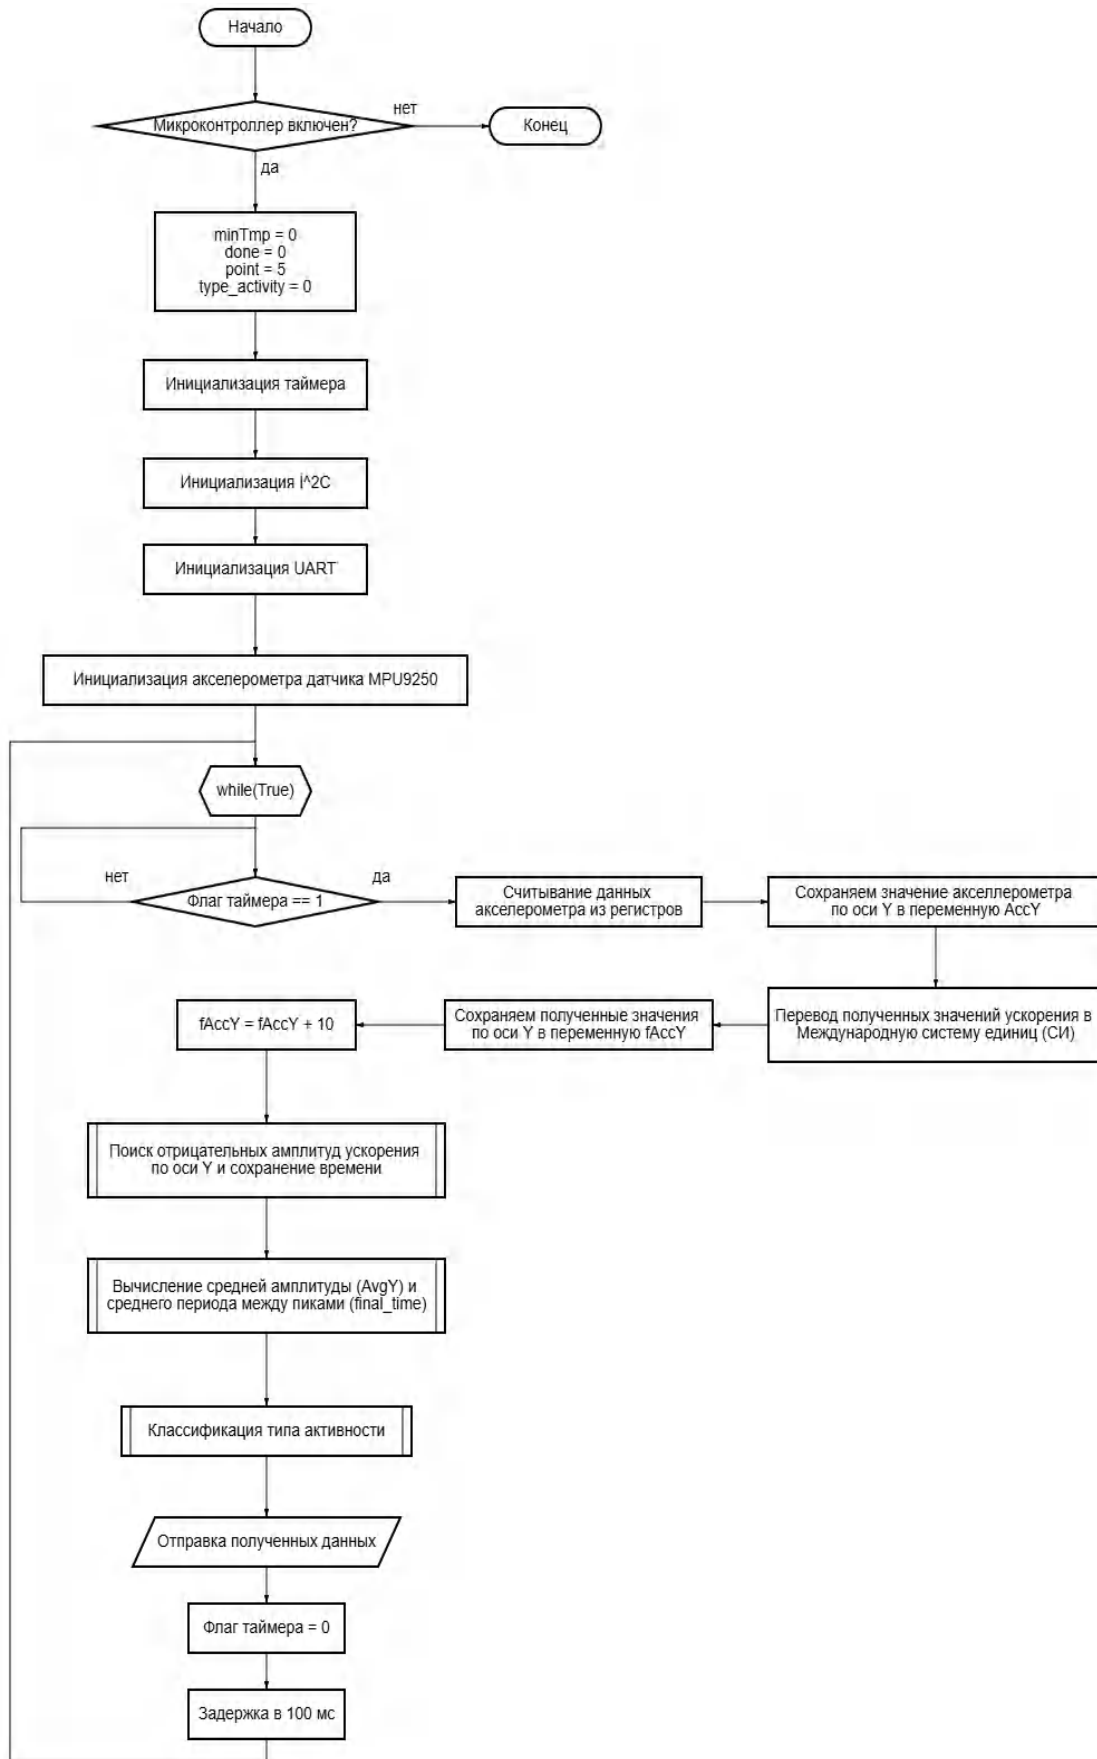 Начало
Микроконтроллер включен?
нет
Конец
да
minTmp = 0
done = 0
point = 5
type_activity = 0
Инициализация таймера
Инициализация I^2C
Инициализация UART
Инициализация акселерометра датчика MPU9250
while(True)
нет
Флаг таймера == 1
да
Считывание данных
акселерометра из регистров
Сохраняем значение акселлерометра
по оси Y в переменную AccY
Перевод полученных значений ускорения в
Международную систему единиц (СИ)
Сохраняем полученные значения
по оси Y в переменную fAccY
fAccY = fAccY + 10
Поиск отрицательных амплитуд ускорения
по оси Y и сохранение времени
Вычисление средней амплитуды (AvgY) и
среднего периода между пиками (final_time)
Классификация типа активности
Отправка полученных данных
Флаг таймера = 0
Задержка в 100 мс